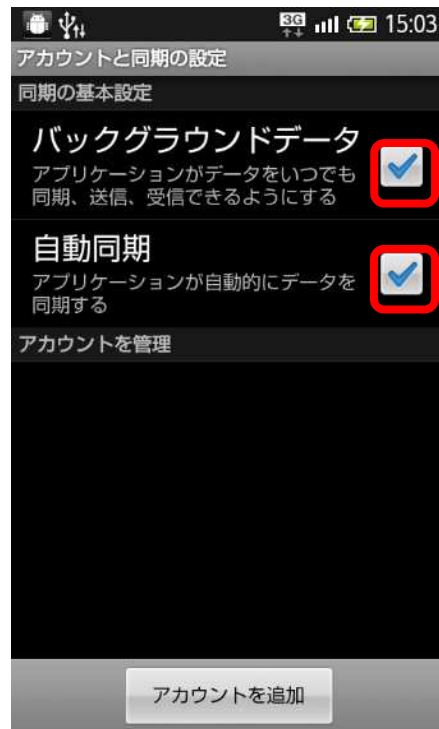 3G 15:03
アカウントと同期の設定
同期の基本設定
バックグラウンドデータ
アプリケーションがデータをいつでも
同期、送信、受信できるようにする
自動同期
アプリケーションが自動的にデータを
同期する
アカウントを管理
アカウントを追加